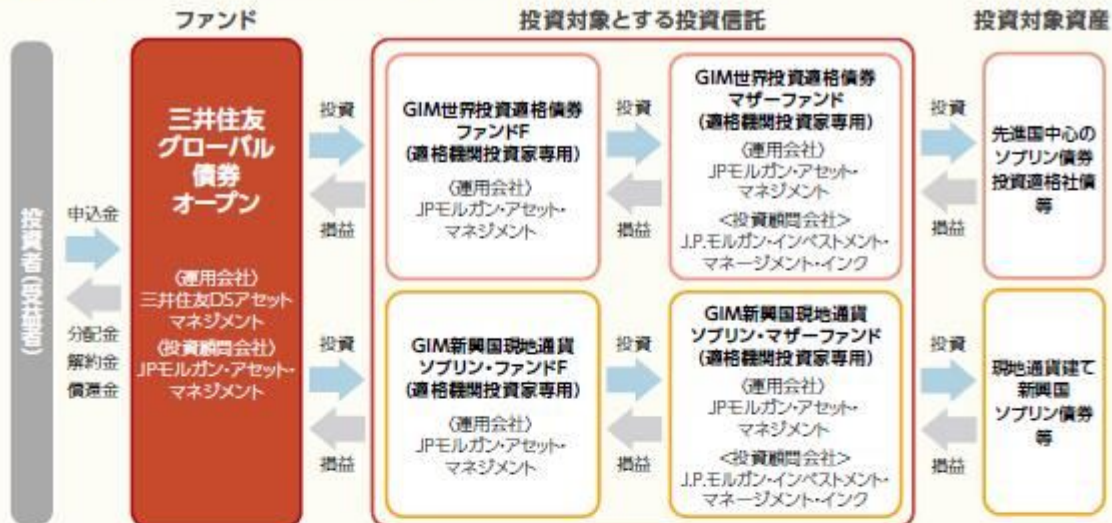 ファンド
投資対象とする投資信託
投資対象資産
投資者(受益者)
申込金
分配金
解約金
償還金
三井住友
グローバル
債券
オープン
〈運用会社〉
三井住友DSアセット
マネジメント
〈投資顧問会社〉
JPモルガン・アセット・
マネジメント
投資
損益
GIM世界投資適格債券
ファンドF
(適格機関投資家専用)
〈運用会社〉
JPモルガン・アセット・
マネジメント
投資
損益
GIM世界投資適格債券
マザーファンド
(適格機関投資家専用)
〈運用会社〉
JPモルガン・アセット・
マネジメント
<投資顧問会社>
J.P.モルガン・インベストメント・
マネージメント・インク
投資
損益
先進国中心の
ソブリン債券
投資適格社債
等
投資
損益
GIM新興国現地通貨
ソブリン・ファンドF
(適格機関投資家専用)
〈運用会社〉
JPモルガン・アセット・
マネジメント
投資
損益
GIM新興国現地通貨
ソブリン・マザーファンド
(適格機関投資家専用)
〈運用会社〉
JPモルガン・アセット・
マネジメント
<投資顧問会社>
J.P.モルガン・インベストメント・
マネージメント・インク
投資
損益
現地通貨建て
新興国
ソブリン債券
等